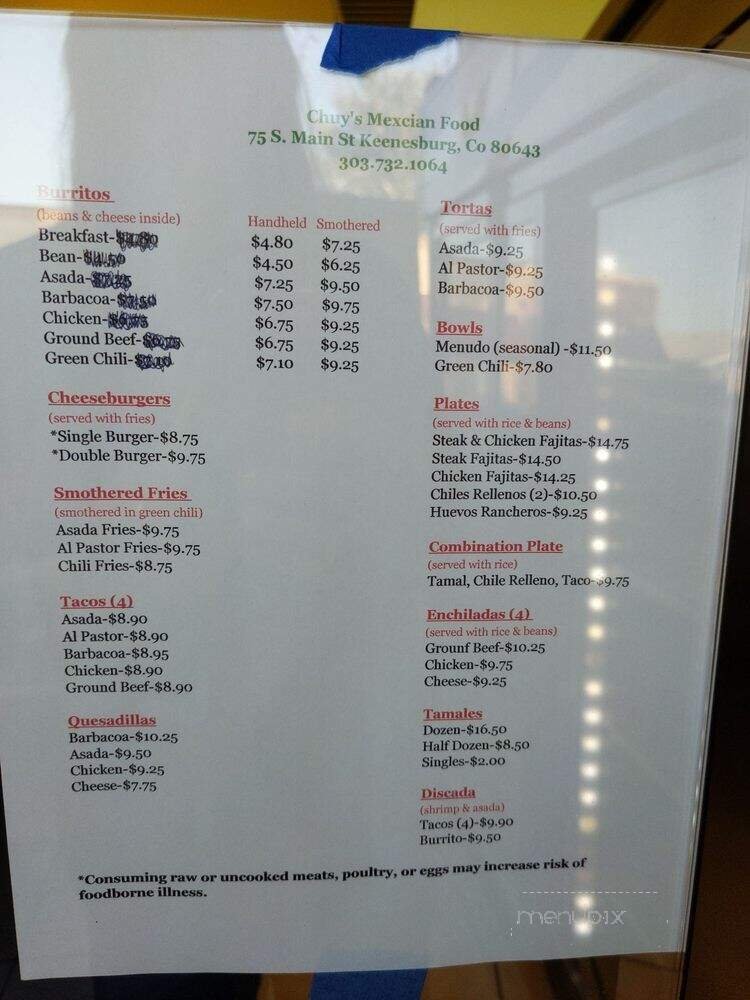 Chuy's Mexcian Food
75 S. Main St Keenesburg, Co 80643
303.732.1064
Burritos
(beans & cheese inside)
Handheld Smothered
Breakfast- $4.80 $7.25
Bean- $4.50 $6.25
Asada- $7.25 $9.50
Barbacoa- $7.50 $9.75
Chicken- $6.75 $9.25
Ground Beef- $6.75 $9.25
Green Chili- $7.10 $9.25
Cheeseburgers
(served with fries)
*Single Burger-$8.75
*Double Burger-$9.75
Smothered Fries
(smothered in green chili)
Asada Fries-$9.75
Al Pastor Fries-$9.75
Chili Fries-$8.75
Tacos (4)
Asada-$8.90
Al Pastor-$8.90
Barbacoa-$8.95
Chicken-$8.90
Ground Beef-$8.90
Quesadillas
Barbacoa-$10.25
Asada-$9.50
Chicken-$9.25
Cheese-$7.75
Tortas
(served with fries)
Asada-$9.25
Al Pastor-$9.25
Barbacoa-$9.50
Bowls
Menudo (seasonal) -$11.50
Green Chili-$7.80
Plates
(served with rice & beans)
Steak & Chicken Fajitas-$14.75
Steak Fajitas-$14.50
Chicken Fajitas-$14.25
Chiles Rellenos (2)-$10.50
Huevos Rancheros-$9.25
Combination Plate
(served with rice)
Tamal, Chile Relleno, Taco-$9.75
Enchiladas (4)
(served with rice & beans)
Grounf Beef-$10.25
Chicken-$9.75
Cheese-$9.25
Tamales
Dozen-$16.50
Half Dozen-$8.50
Singles-$2.00
Discada
(shrimp & asada)
Tacos (4)-$9.90
Burrito-$9.50
*Consuming raw or uncooked meats, poultry, or eggs may increase risk of
foodborne illness.
menupix